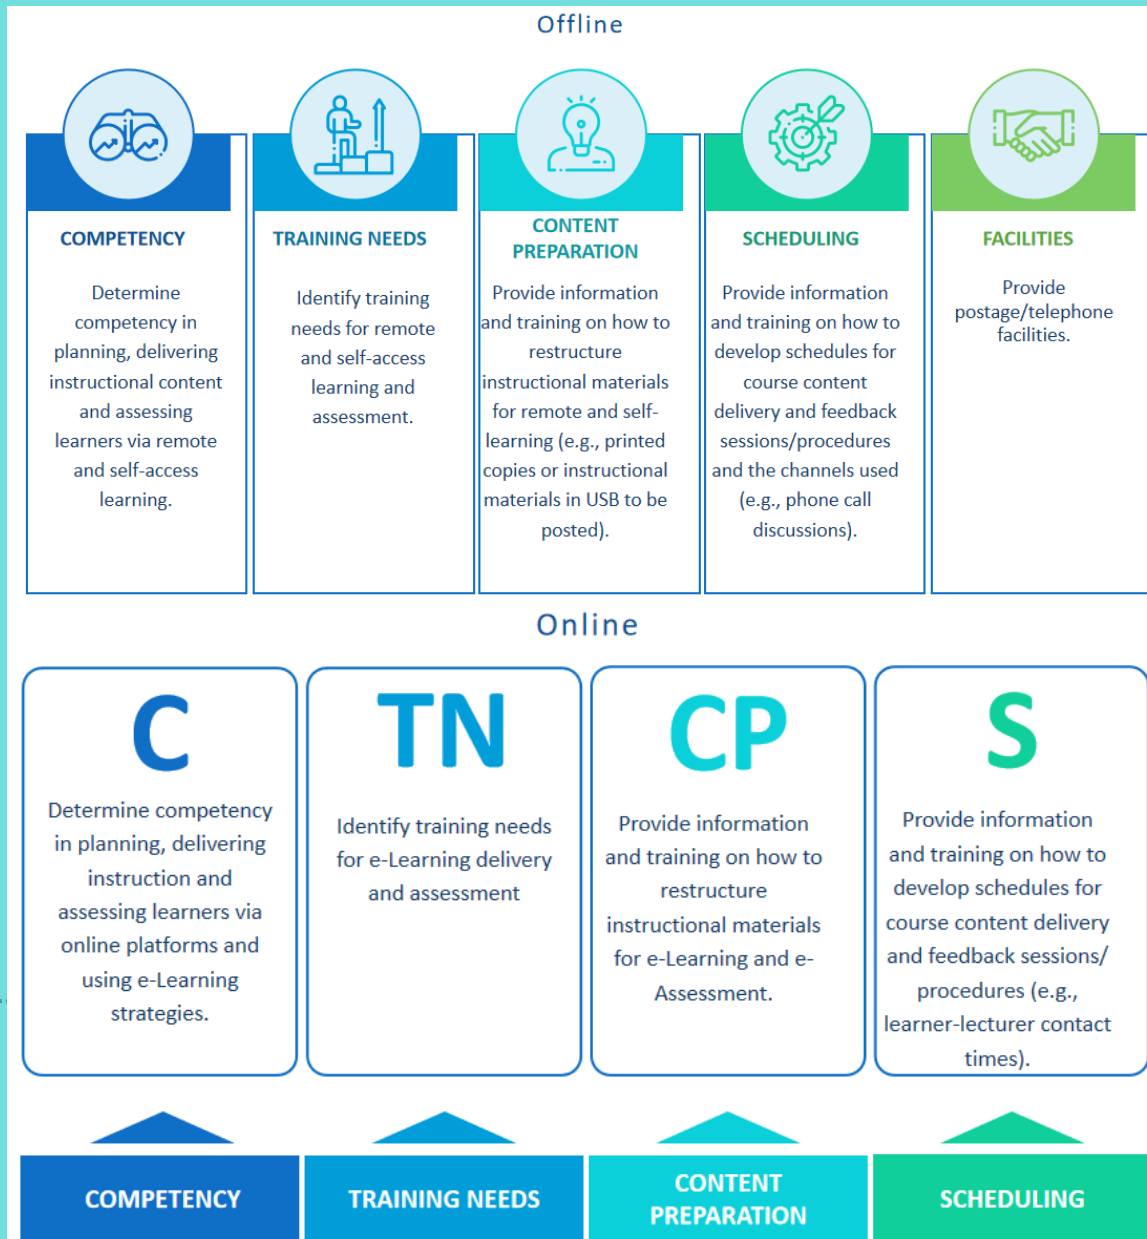 Offline
COMPETENCY
Determine
competency in
planning, delivering
instructional content
and assessing
learners via remote
and self-access
learning.
TRAINING NEEDS
Identify training
needs for remote
and self-access
learning and
assessment.
CONTENT
PREPARATION
Provide information
and training on how to
restructure
instructional materials
for remote and self-
learning (e.g., printed
copies or instructional
materials in USB to be
posted).
SCHEDULING
Provide information
and training on how to
develop schedules for
course content
delivery and feedback
sessions/procedures
and the channels used
(e.g., phone call
discussions).
FACILITIES
Provide
postage/telephone
facilities.
Online
C
Determine competency
in planning, delivering
instruction and
assessing learners via
online platforms and
using e-Learning
strategies.
TN
Identify training needs
for e-Learning delivery
and assessment
CP
Provide information
and training on how to
restructure
instructional materials
for e-Learning and e-
Assessment.
S
Provide information
and training on how to
develop schedules for
course content delivery
and feedback sessions/
procedures (e.g.,
learner-lecturer contact
times).
COMPETENCY
TRAINING NEEDS
CONTENT
PREPARATION
SCHEDULING